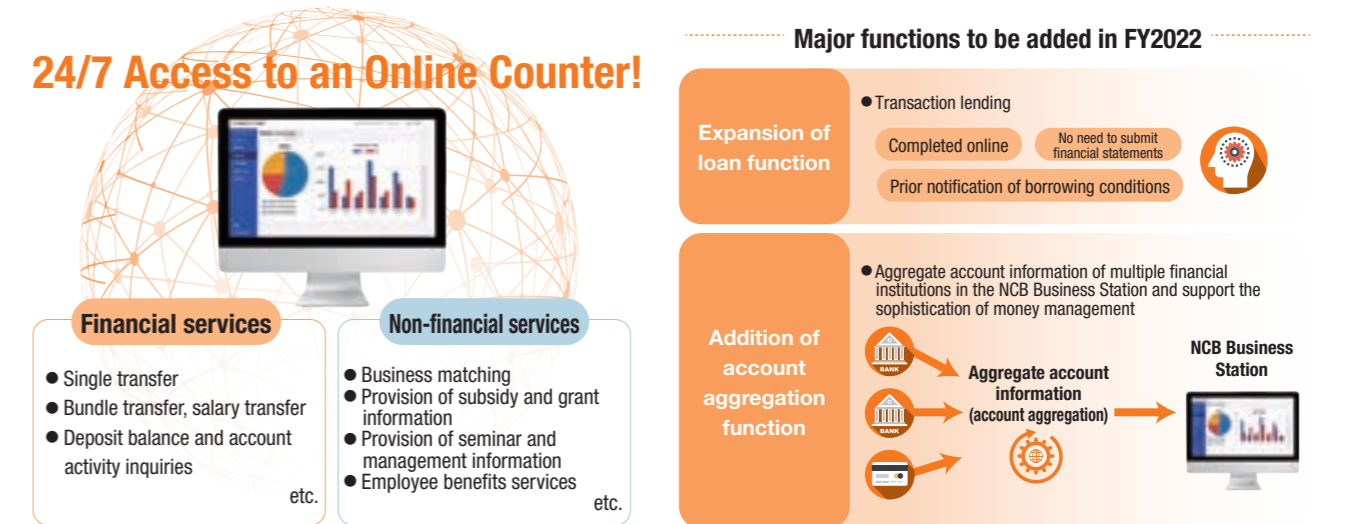 24/7 Access to an Online Counter!
Financial services
● Single transfer
● Bundle transfer, salary transfer
● Deposit balance and account
activity inquiries
etc.
Non-financial services
● Business matching
● Provision of subsidy and grant
information
● Provision of seminar and
management information
● Employee benefits services
etc.
Major functions to be added in FY2022
Expansion of
loan function
● Transaction lending
Completed online
No need to submit
financial statements
Prior notification of borrowing conditions
Addition of
account
aggregation
function
● Aggregate account information of multiple financial
institutions in the NCB Business Station and support the
sophistication of money management
BANK
BANK
Aggregate account
information
(account aggregation)
NCB Business
Station